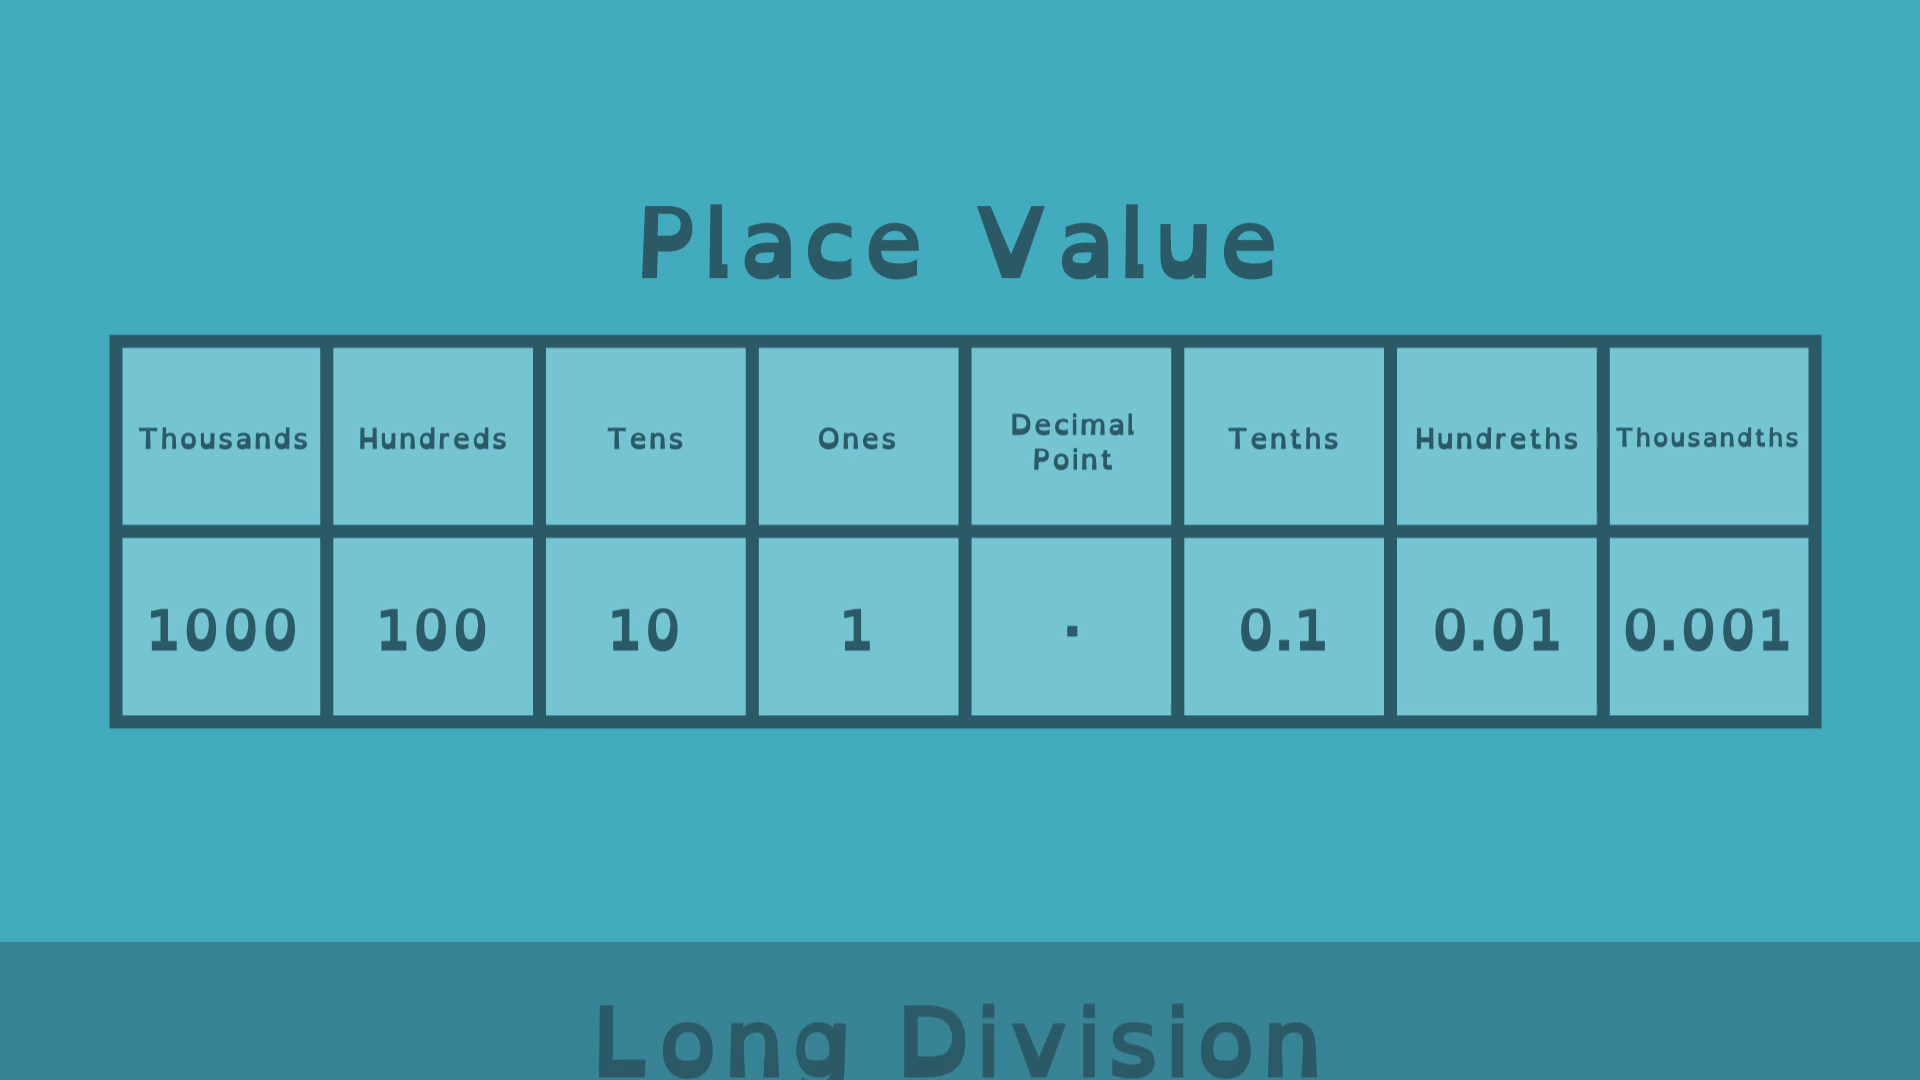 Place Value
Thousands Hundreds Tens Ones Decimal Point Tenths Hundreths Thousandths
1000 100 10 1 . 0.1 0.01 0.001
Long Division